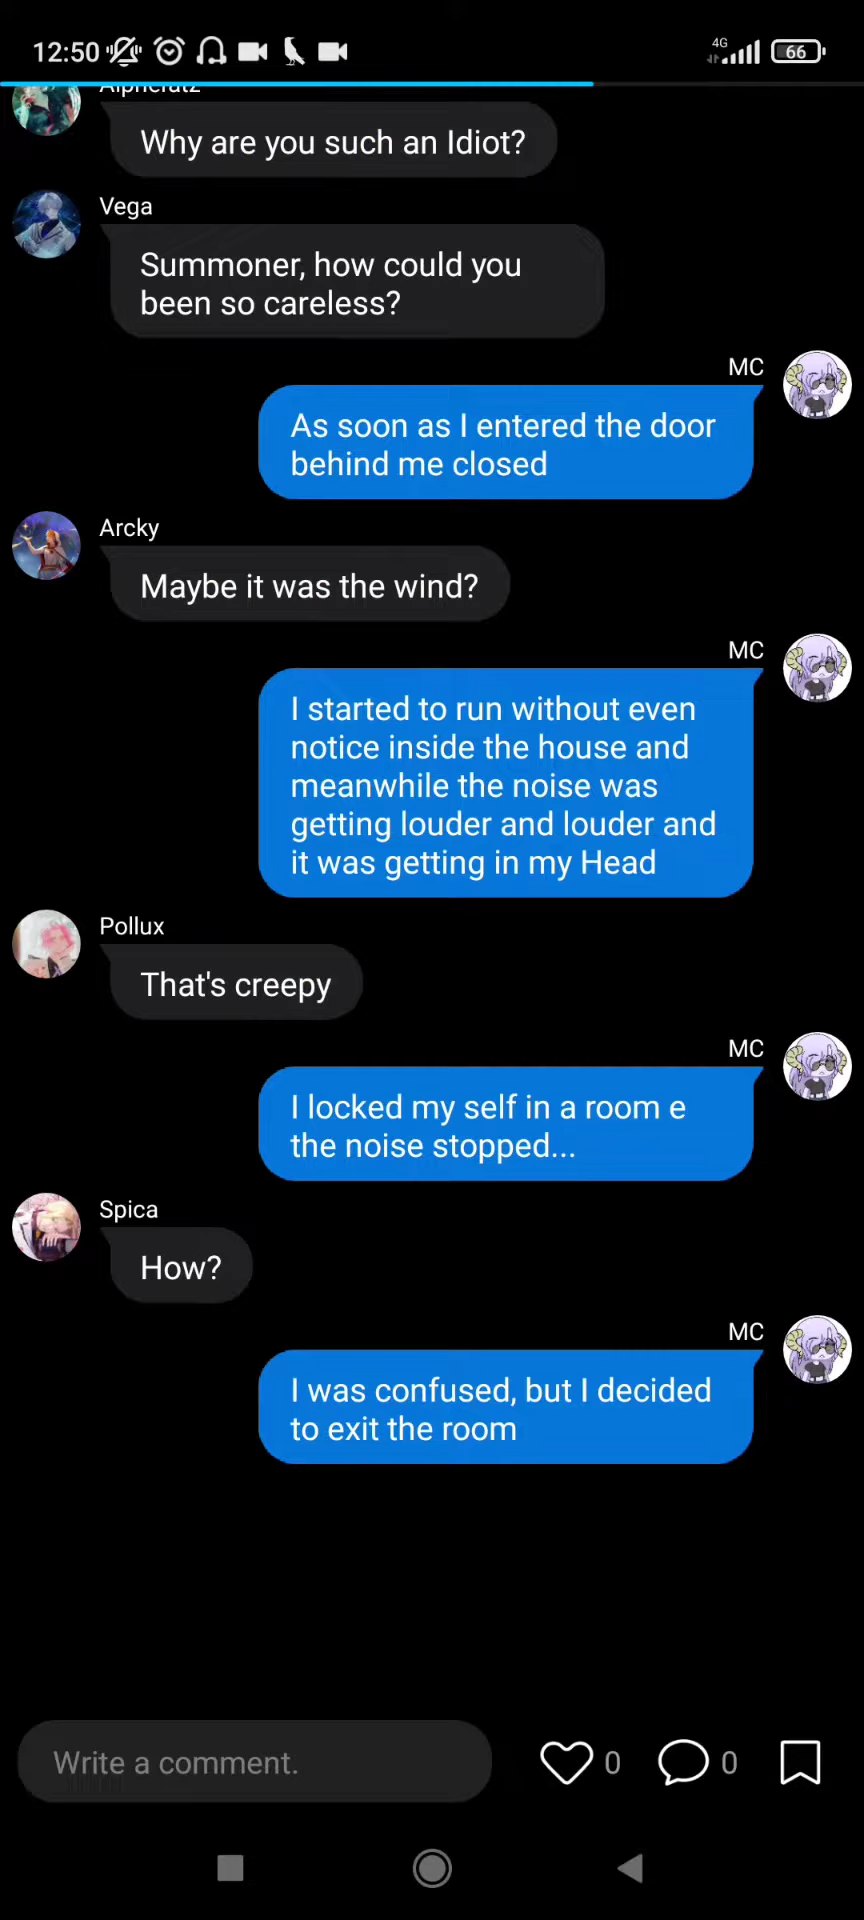 12:50
4G
66
Alpheratz
Why are you such an Idiot?
Vega
Summoner, how could you
been so careless?
MC
As soon as I entered the door
behind me closed
Arcky
Maybe it was the wind?
MC
I started to run without even
notice inside the house and
meanwhile the noise was
getting louder and louder and
it was getting in my Head
Pollux
That's creepy
MC
I locked my self in a room e
the noise stopped...
Spica
How?
MC
I was confused, but I decided
to exit the room
Write a comment.
0
0